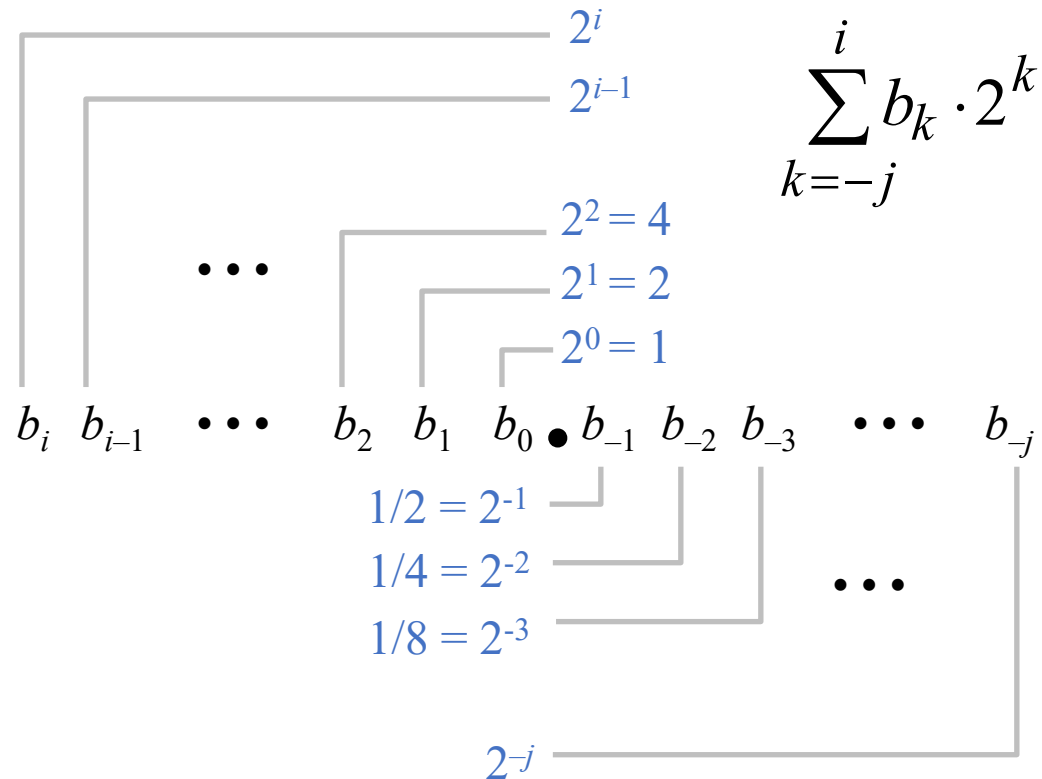 2^i
2^{i–1}
\sum_{k=-j}^{i} b_k · 2^k
2^2 = 4
• • •
2^1 = 2
2^0 = 1
b_i b_{i–1} • • • b_2 b_1 b_0 . b_{–1} b_{–2} b_{–3} • • • b_{–j}
1/2 = 2^{-1}
1/4 = 2^{-2}
• • •
1/8 = 2^{-3}
2^{–j}